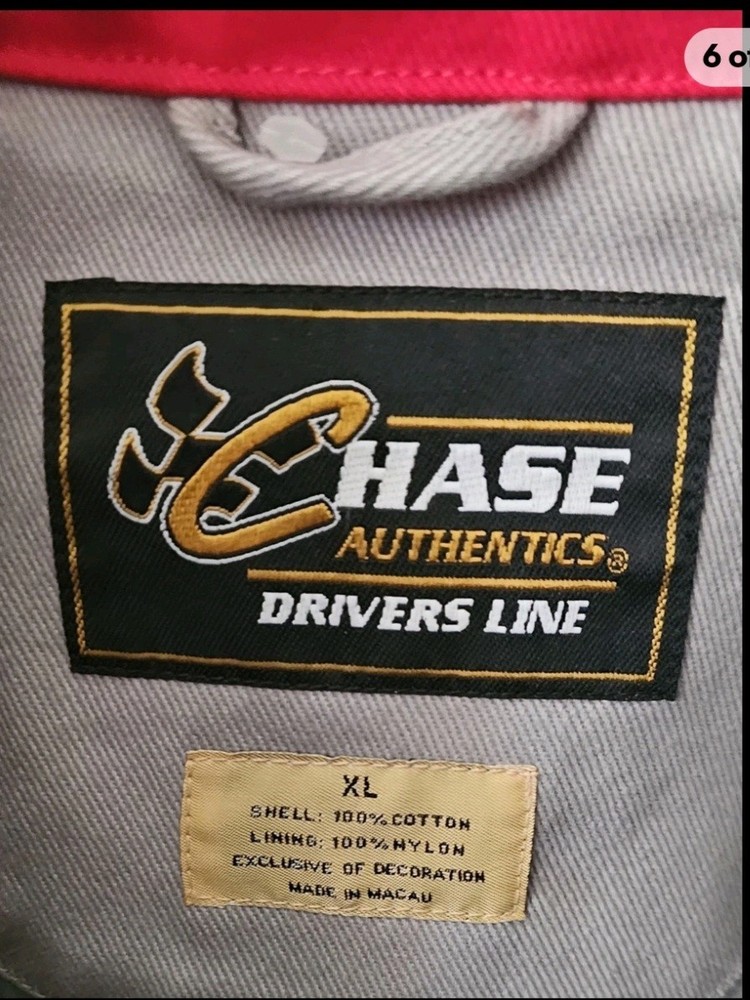 6 of
CHASE
AUTHENTICS®
DRIVERS LINE
XL
SHELL: 100% COTTON
LINING: 100% NYLON
EXCLUSIVE OF DECORATION
MADE IN MACAU